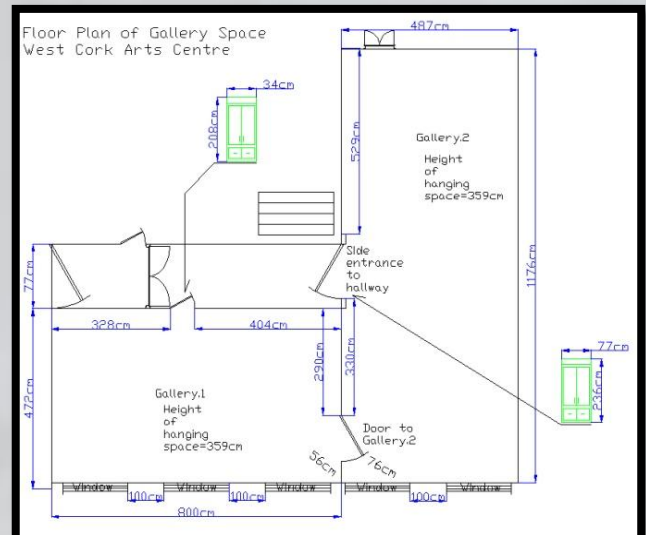 Floor Plan of Gallery Space
West Cork Arts Centre
487cm
34cm
208cm
529cm
Gallery.2
Height
of
hanging
space=359cm
1176cm
Side
entrance
to
hallway
77cm
328cm
404cm
290cm
330cm
77cm
236cm
472cm
Gallery.1
Height
of
hanging
space=359cm
Door to
Gallery.2
56cm
76cm
Window
100cm
Window
100cm
Window
Window
100cm
Window
800cm